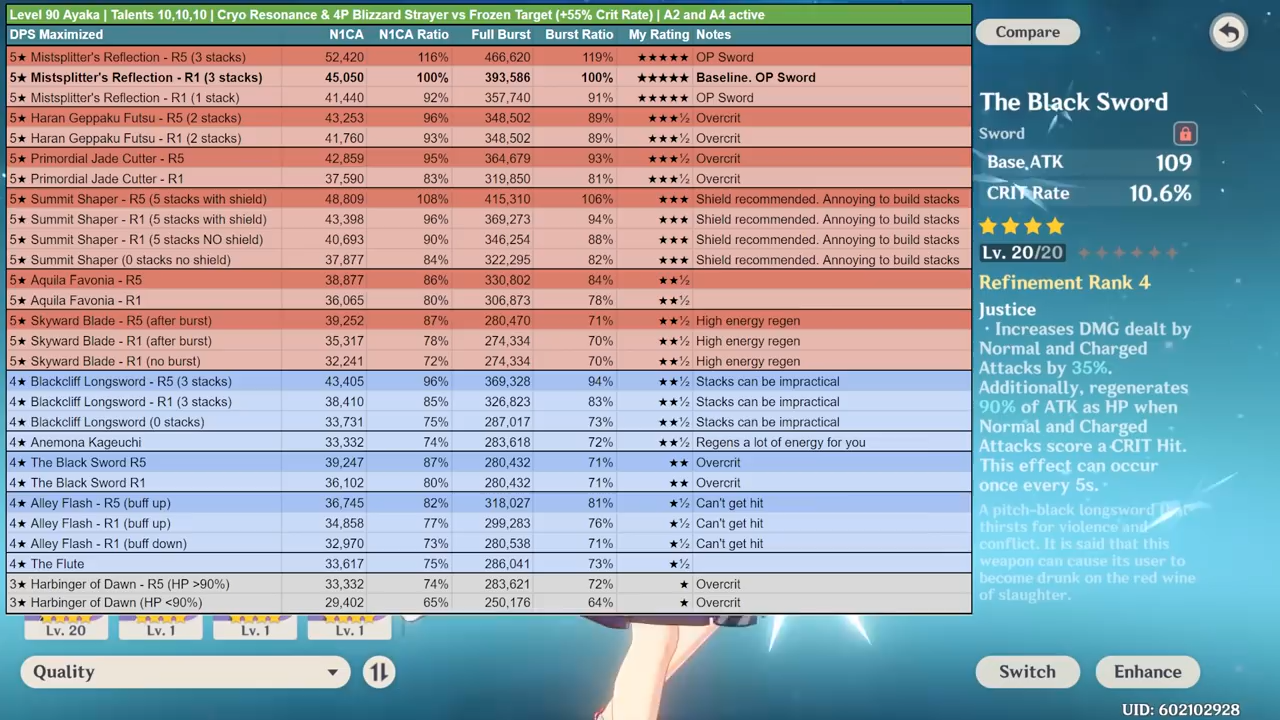 Level 90 Ayaka | Talents 10,10,10 | Cryo Resonance & 4P Blizzard Strayer vs Frozen Target (+55% Crit Rate) | A2 and A4 active
DPS Maximized N1CA N1CA Ratio Full Burst Burst Ratio My Rating Notes
5★ Mistsplitter's Reflection - R5 (3 stacks) 52,420 116% 466,620 119% ★★★★★ OP Sword
5★ Mistsplitter's Reflection - R1 (3 stacks) 45,050 100% 393,586 100% ★★★★★ Baseline. OP Sword
5★ Mistsplitter's Reflection - R1 (1 stack) 41,440 92% 357,740 91% ★★★★★ OP Sword
5★ Haran Geppaku Futsu - R5 (2 stacks) 43,253 96% 348,502 89% ★★★½ Overcrit
5★ Haran Geppaku Futsu - R1 (2 stacks) 41,760 93% 348,502 89% ★★★½ Overcrit
5★ Primordial Jade Cutter - R5 42,859 95% 364,679 93% ★★★½ Overcrit
5★ Primordial Jade Cutter - R1 37,590 83% 319,850 81% ★★★½ Overcrit
5★ Summit Shaper - R5 (5 stacks with shield) 48,809 108% 415,310 106% ★★★ Shield recommended. Annoying to build stacks
5★ Summit Shaper - R1 (5 stacks with shield) 43,398 96% 369,273 94% ★★★ Shield recommended. Annoying to build stacks
5★ Summit Shaper - R1 (5 stacks NO shield) 40,693 90% 346,254 88% ★★★ Shield recommended. Annoying to build stacks
5★ Summit Shaper (0 stacks no shield) 37,877 84% 322,295 82% ★★★ Shield recommended. Annoying to build stacks
5★ Aquila Favonia - R5 38,877 86% 330,802 84% ★★½
5★ Aquila Favonia - R1 36,065 80% 306,873 78% ★★½
5★ Skyward Blade - R5 (after burst) 39,252 87% 280,470 71% ★★½ High energy regen
5★ Skyward Blade - R1 (after burst) 35,317 78% 274,334 70% ★★½ High energy regen
5★ Skyward Blade - R1 (no burst) 32,241 72% 274,334 70% ★★½ High energy regen
4★ Blackcliff Longsword - R5 (3 stacks) 43,405 96% 369,328 94% ★★½ Stacks can be impractical
4★ Blackcliff Longsword - R1 (3 stacks) 38,410 85% 326,823 83% ★★½ Stacks can be impractical
4★ Blackcliff Longsword (0 stacks) 33,731 75% 287,017 73% ★★½ Stacks can be impractical
4★ Anemona Kageuchi 33,332 74% 283,618 72% ★★½ Regens a lot of energy for you
4★ The Black Sword R5 39,247 87% 280,432 71% ★★ Overcrit
4★ The Black Sword R1 36,102 80% 280,432 71% ★★ Overcrit
4★ Alley Flash - R5 (buff up) 36,745 82% 318,027 81% ★½ Can't get hit
4★ Alley Flash - R1 (buff up) 34,858 77% 299,283 76% ★½ Can't get hit
4★ Alley Flash - R1 (buff down) 32,970 73% 280,538 71% ★½ Can't get hit
4★ The Flute 33,617 75% 286,041 73% ★½
3★ Harbinger of Dawn - R5 (HP >90%) 33,332 74% 283,621 72% ★ Overcrit
3★ Harbinger of Dawn (HP <90%) 29,402 65% 250,176 64% ★ Overcrit
Lv. 20 Lv. 1 Lv. 1 Lv. 1
Quality
Compare
The Black Sword
Sword
Base ATK 109
CRIT Rate 10.6%
★★★★
Lv. 20/20
Refinement Rank 4
Justice
· Increases DMG dealt by
Normal and Charged
Attacks by 35%.
Additionally, regenerates
90% of ATK as HP when
Normal and Charged
Attacks score a CRIT Hit.
This effect can occur
once every 5s.
A pitch-black longsword that
thirsts for violence and
conflict. It is said that this
weapon can cause its user to
become drunk on the red wine
of slaughter.
Switch Enhance
UID: 602102928